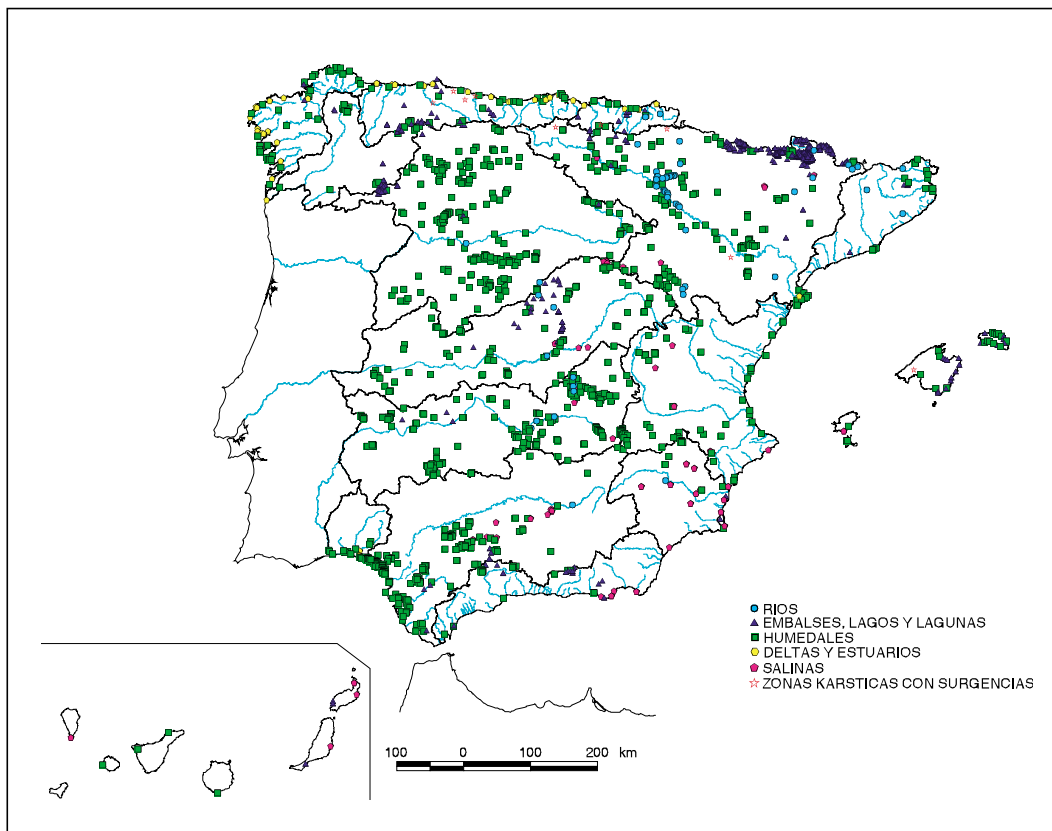 RIOS
EMBALSES, LAGOS Y LAGUNAS
HUMEDALES
DELTAS Y ESTUARIOS
SALINAS
ZONAS KARSTICAS CON SURGENCIAS
100 0 100 200 km